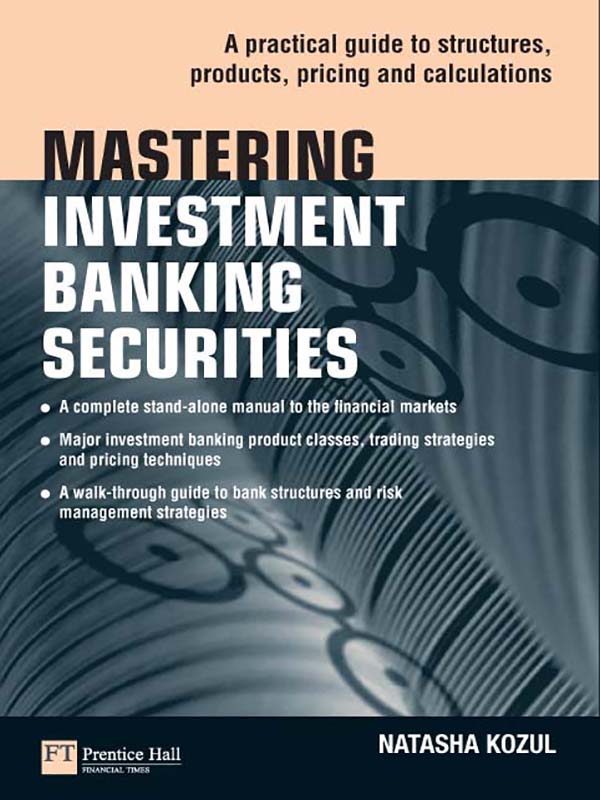 A practical guide to structures,
products, pricing and calculations
MASTERING
INVESTMENT
BANKING
SECURITIES
• A complete stand-alone manual to the financial markets
• Major investment banking product classes, trading strategies
and pricing techniques
• A walk-through guide to bank structures and risk
management strategies
NATASHA KOZUL
FT Prentice Hall
FINANCIAL TIMES